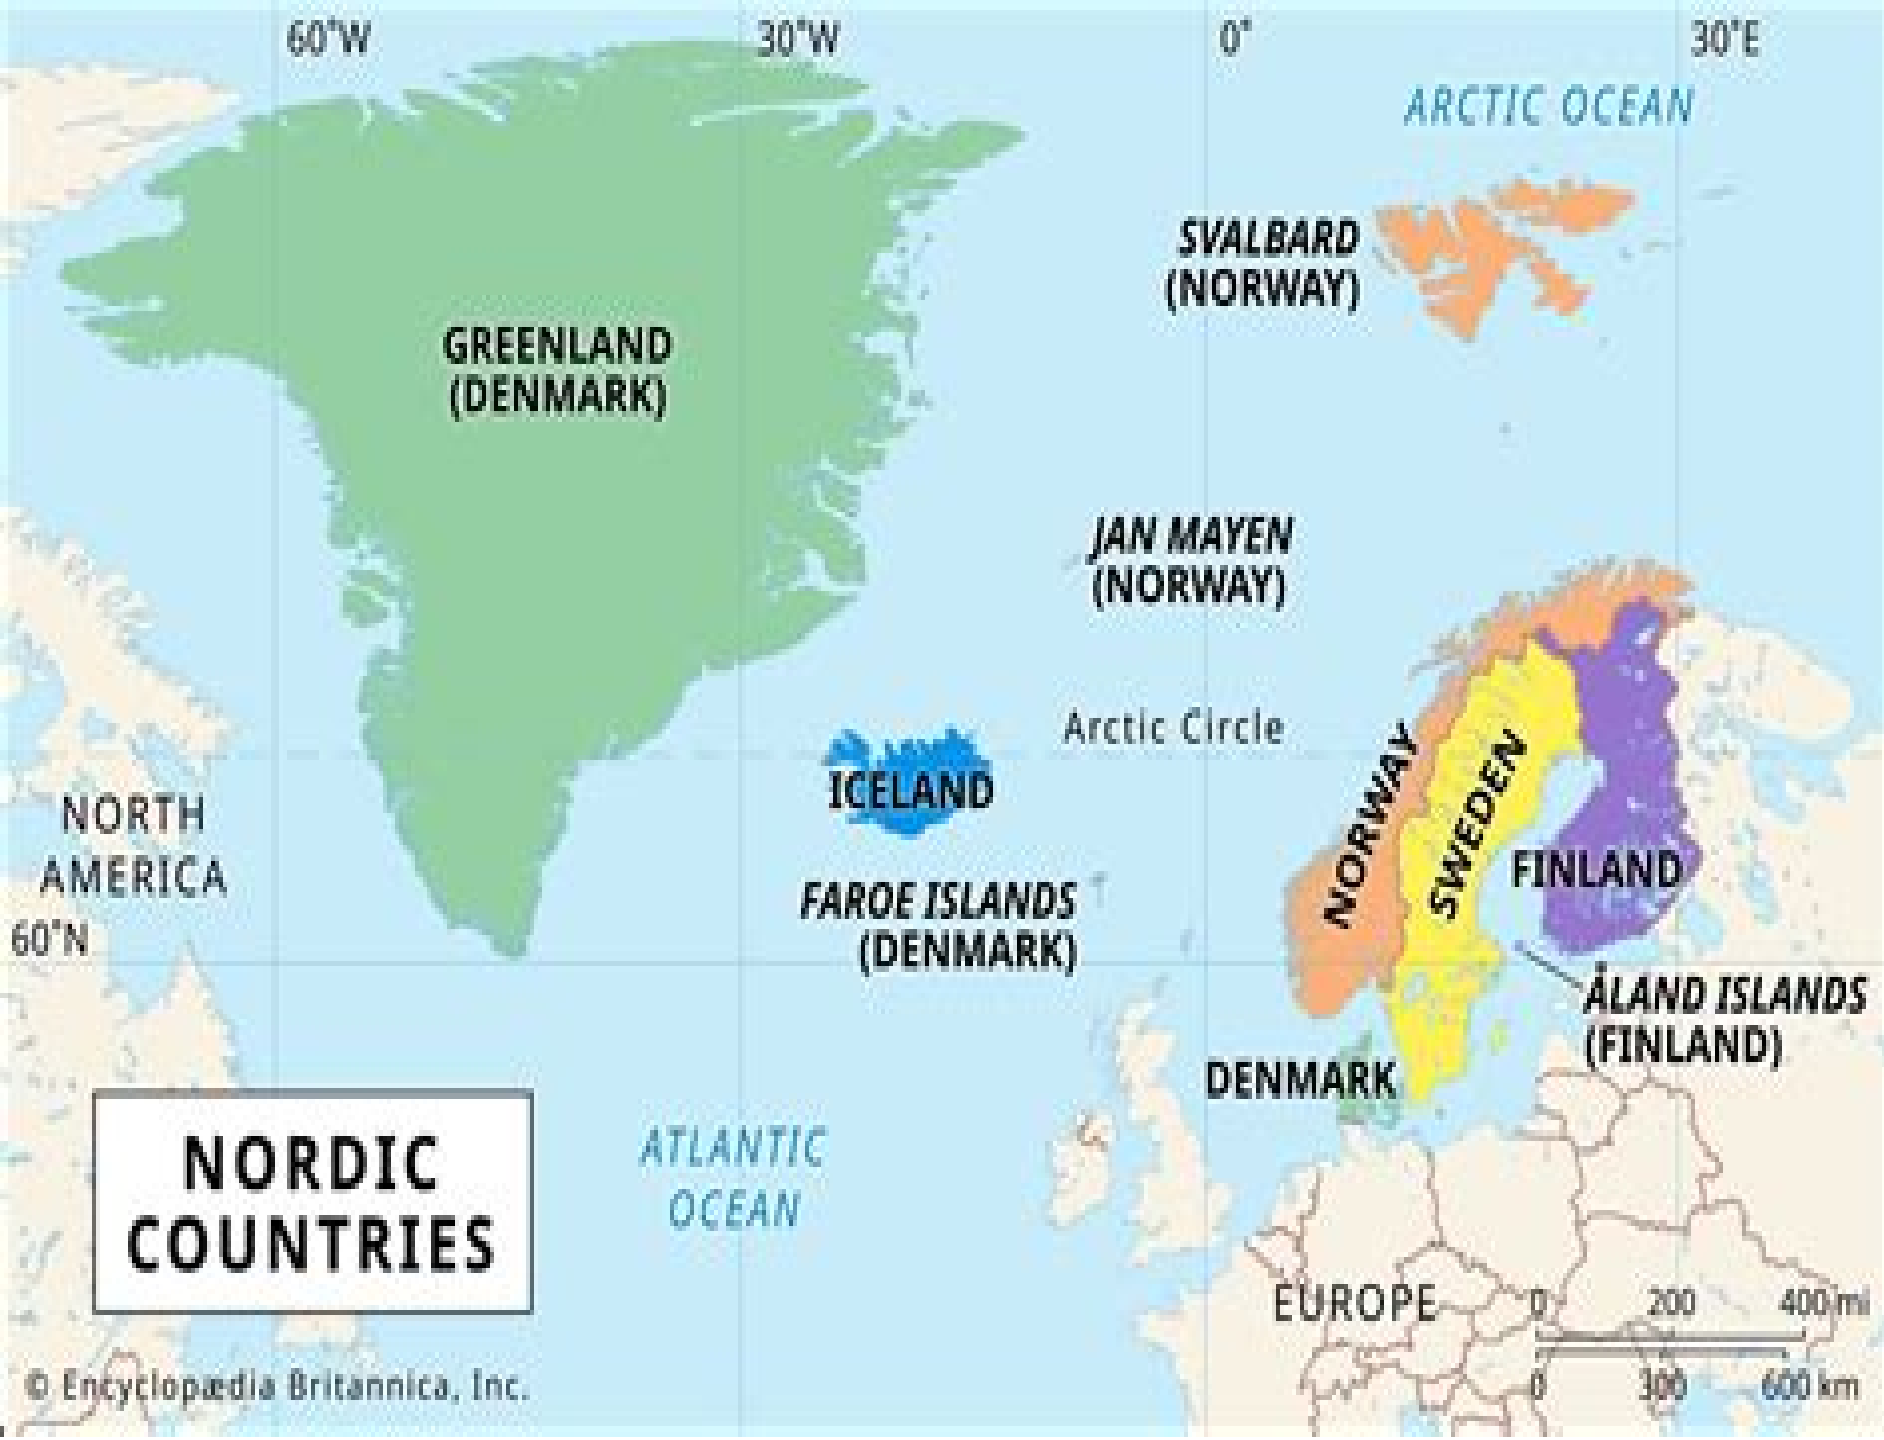 60°W
30°W
0°
30°E
ARCTIC OCEAN
SVALBARD
(NORWAY)
GREENLAND
(DENMARK)
JAN MAYEN
(NORWAY)
Arctic Circle
NORWAY
SWEDEN
ICELAND
NORTH
AMERICA
FINLAND
FAROE ISLANDS
(DENMARK)
60°N
ÅLAND ISLANDS
(FINLAND)
DENMARK
NORDIC
COUNTRIES
ATLANTIC
OCEAN
EUROPE
0 200 400 mi
0 300 600 km
© Encyclopædia Britannica, Inc.